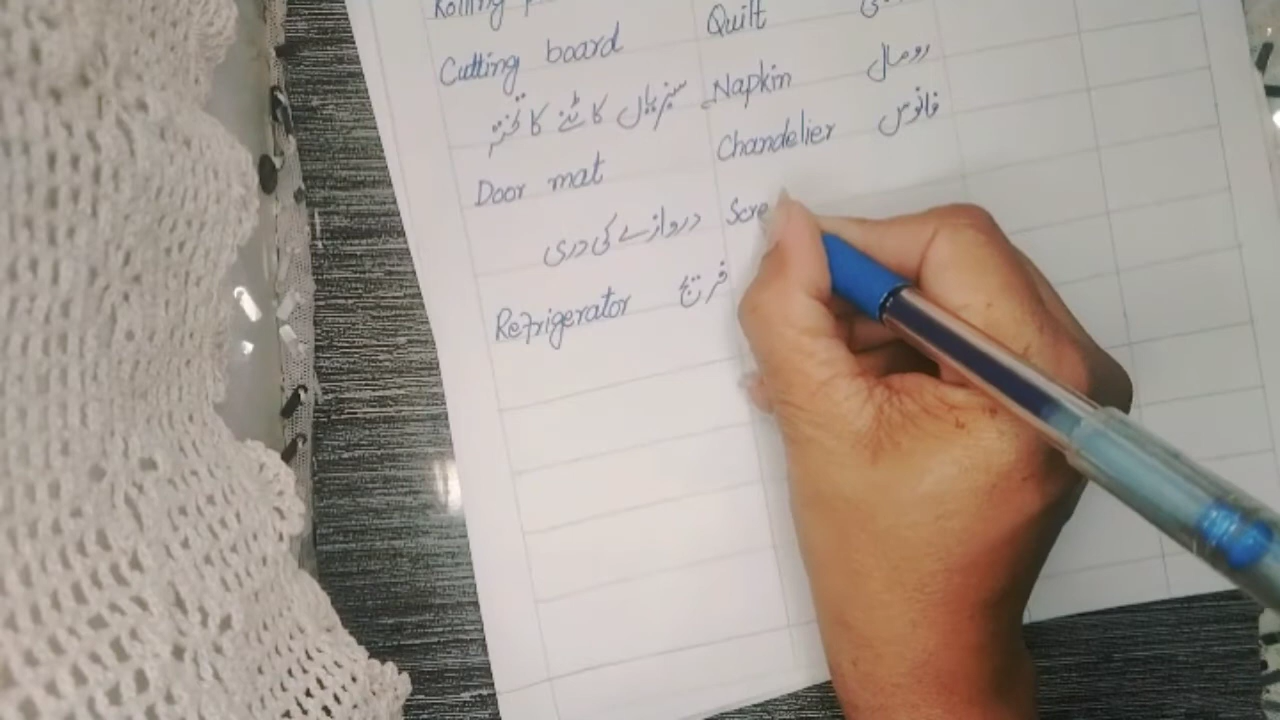 Rolling
Cutting board
سبزیاں کاٹنے کا تختہ
Door mat
دروازے کی دری
Refrigerator فریج
Quilt
Napkin رومال
Chandelier فانوس
Scre